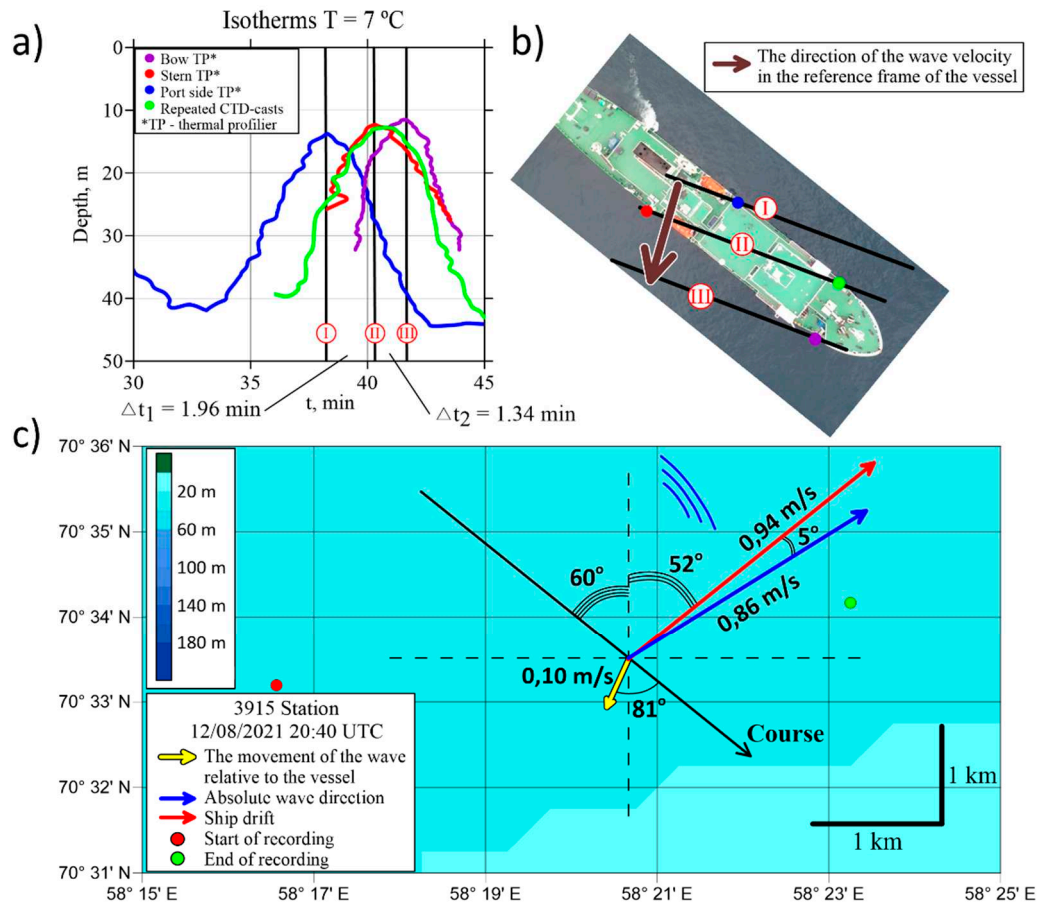 a)
Isotherms T = 7 ºC
Depth, m
0
10
20
30
40
50
Bow TP*
Stern TP*
Port side TP*
Repeated CTD-casts
*TP - thermal profilier
I
II
III
30
35
40
45
t, min
△t1 = 1.96 min
△t2 = 1.34 min
b)
The direction of the wave velocity
in the reference frame of the vessel
I
II
III
c)
70° 36' N
70° 35' N
70° 34' N
70° 33' N
70° 32' N
70° 31' N
20 m
60 m
100 m
140 m
180 m
60°
52°
0,94 m/s
5°
0,86 m/s
0,10 m/s
81°
Course
1 km
1 km
3915 Station
12/08/2021 20:40 UTC
The movement of the wave
relative to the vessel
Absolute wave direction
Ship drift
Start of recording
End of recording
58° 15' E
58° 17' E
58° 19' E
58° 21' E
58° 23' E
58° 25' E